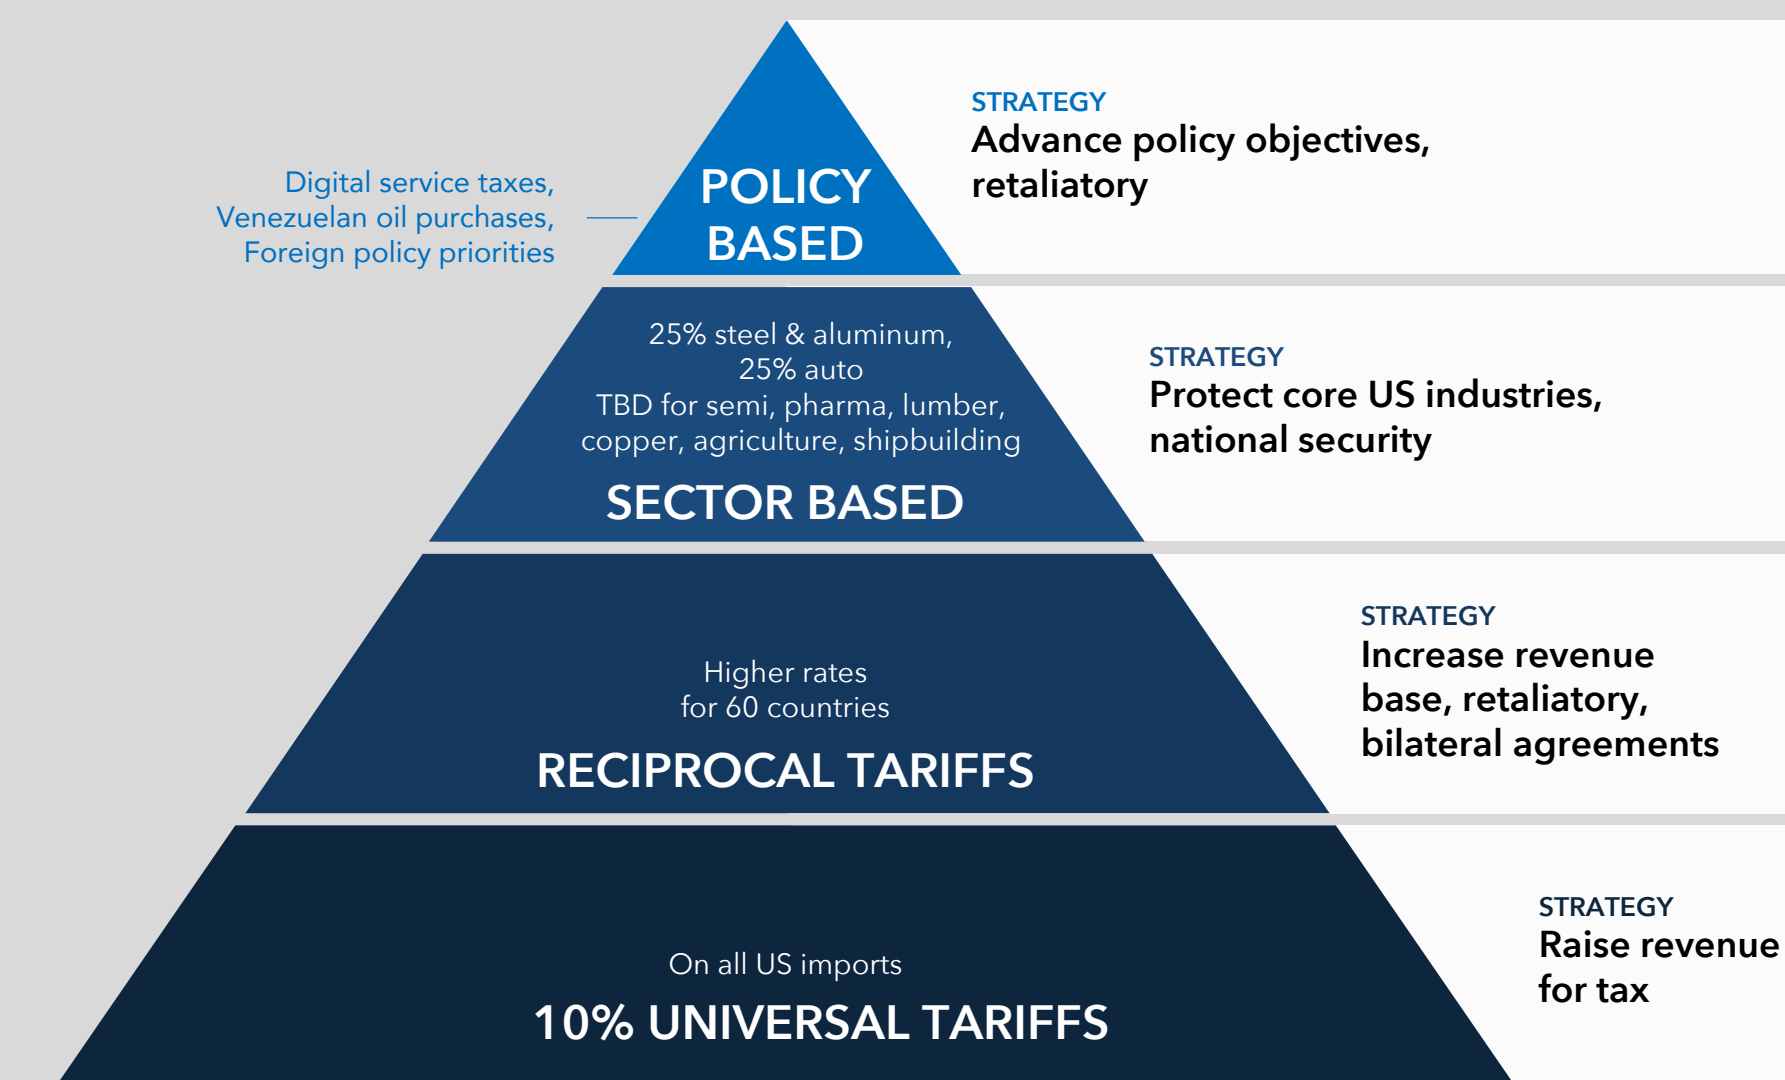 STRATEGY
Advance policy objectives,
retaliatory
Digital service taxes,
Venezuelan oil purchases,
Foreign policy priorities
POLICY
BASED
25% steel & aluminum,
25% auto
TBD for semi, pharma, lumber,
copper, agriculture, shipbuilding
SECTOR BASED
STRATEGY
Protect core US industries,
national security
Higher rates
for 60 countries
RECIPROCAL TARIFFS
STRATEGY
Increase revenue
base, retaliatory,
bilateral agreements
On all US imports
10% UNIVERSAL TARIFFS
STRATEGY
Raise revenue
for tax